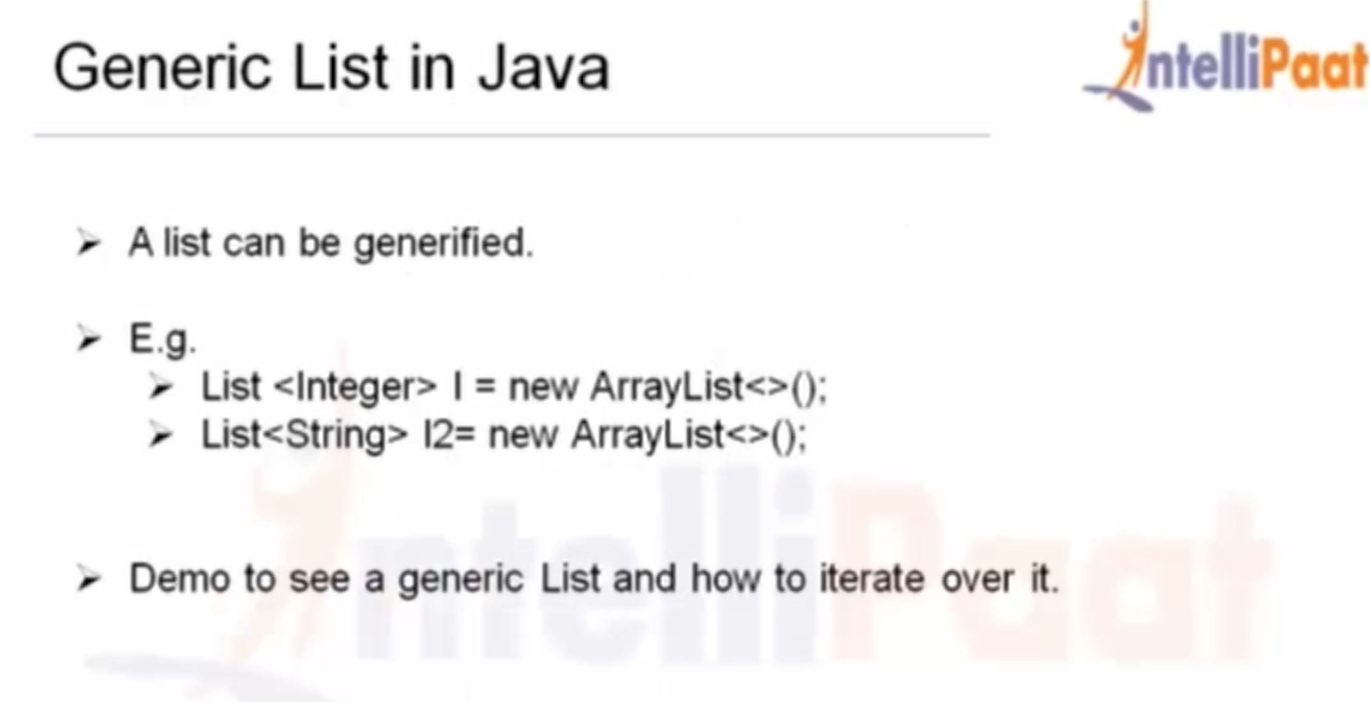 Generic List in Java
IntelliPaat
A list can be generified.
E.g.
List <Integer> l = new ArrayList<>();
List<String> l2= new ArrayList<>();
Demo to see a generic List and how to iterate over it.
IntelliPaat